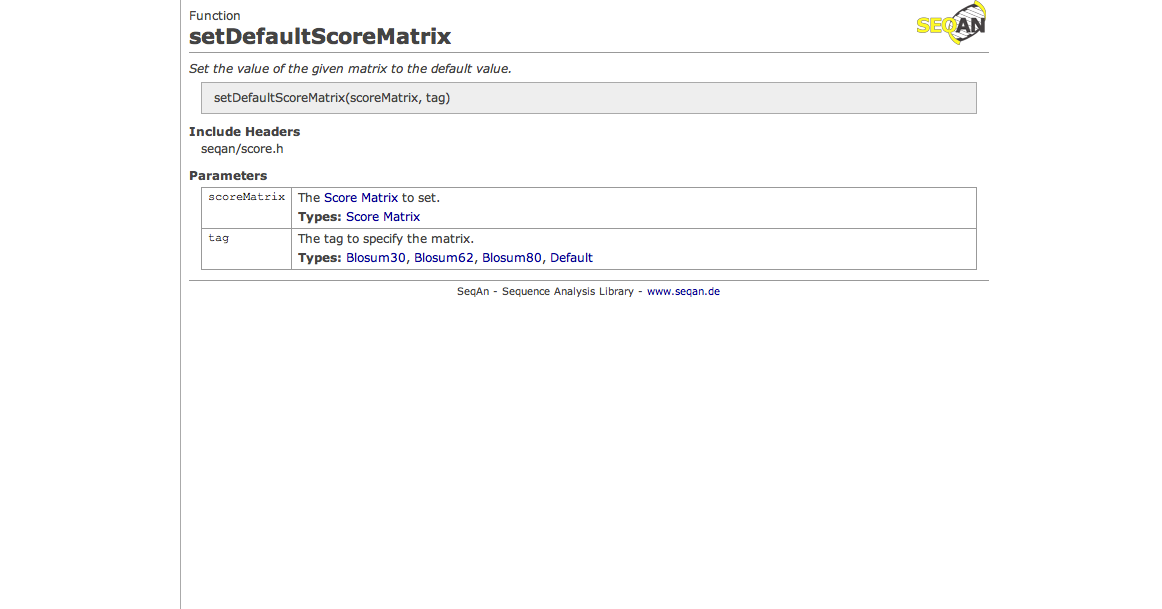 Function
setDefaultScoreMatrix
SEQAN
Set the value of the given matrix to the default value.
setDefaultScoreMatrix(scoreMatrix, tag)
Include Headers
seqan/score.h
Parameters
scoreMatrix The Score Matrix to set.
Types: Score Matrix
tag The tag to specify the matrix.
Types: Blosum30, Blosum62, Blosum80, Default
SeqAn - Sequence Analysis Library - www.seqan.de